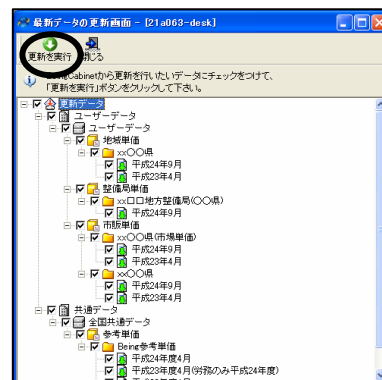 最新データの更新画面 - [21a063-desk]
更新を実行 閉じる
BeingCabinetから更新を行いたいデータにチェックをつけて、
「更新を実行」ボタンをクリックして下さい。
更新データ
ユーザーデータ
ユーザーデータ
地域単価
xx〇〇県
平成24年9月
平成23年4月
整備局単価
xx口口地方整備局(〇〇県)
平成24年9月
市販単価
xx〇〇県(市場単価)
平成24年9月
平成23年4月
xx〇〇県
平成24年9月
平成23年4月
共通データ
全国共通データ
参考単価
Being参考単価
平成24年度4月
平成23年度4月(労務のみ平成24年度)